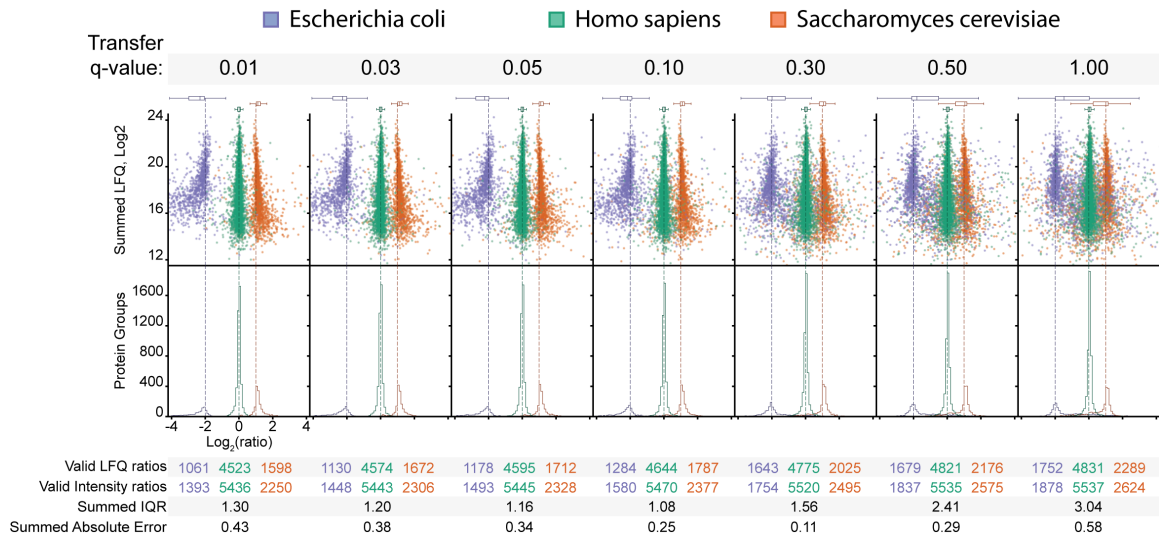 Escherichia coli Homo sapiens Saccharomyces cerevisiae
Transfer
q-value: 0.01 0.03 0.05 0.10 0.30 0.50 1.00
Summed LFQ, Log2
24
20
16
12
Protein Groups
1600
1200
800
400
0
-4 -2 0 2 4
Log2(ratio)
Valid LFQ ratios 1061 4523 1598 1130 4574 1672 1178 4595 1712 1284 4644 1787 1643 4775 2025 1679 4821 2176 1752 4831 2289
Valid Intensity ratios 1393 5436 2250 1448 5443 2306 1493 5445 2328 1580 5470 2377 1754 5520 2495 1837 5535 2575 1878 5537 2624
Summed IQR 1.30 1.20 1.16 1.08 1.56 2.41 3.04
Summed Absolute Error 0.43 0.38 0.34 0.25 0.11 0.29 0.58